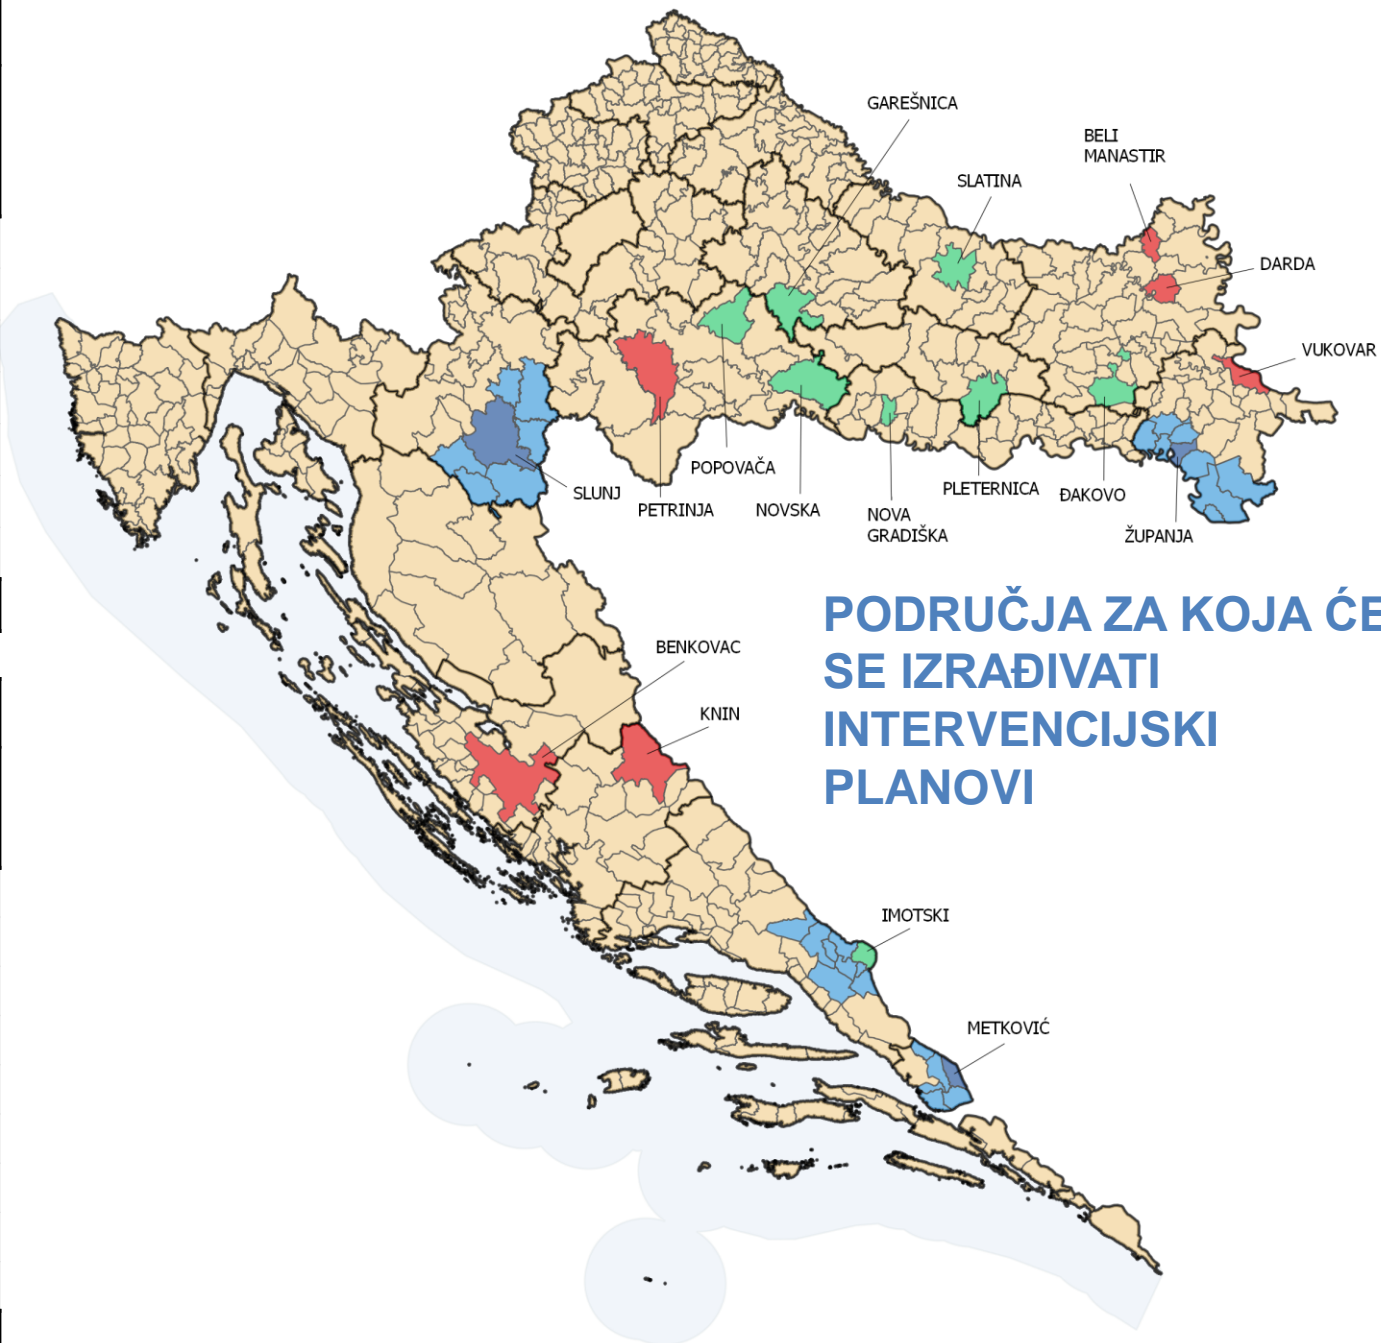 GAREŠNICA
BELI
MANASTIR
SLATINA
DARDA
VUKOVAR
POPOVAČA
SLUNJ
PETRINJA
NOVSKA
NOVA
GRADIŠKA
PLETERNICA
ĐAKOVO
ŽUPANJA
PODRUČJA ZA KOJA ĆE
SE IZRAĐIVATI
INTERVENCIJSKI
PLANOVI
BENKOVAC
KNIN
IMOTSKI
METKOVIĆ